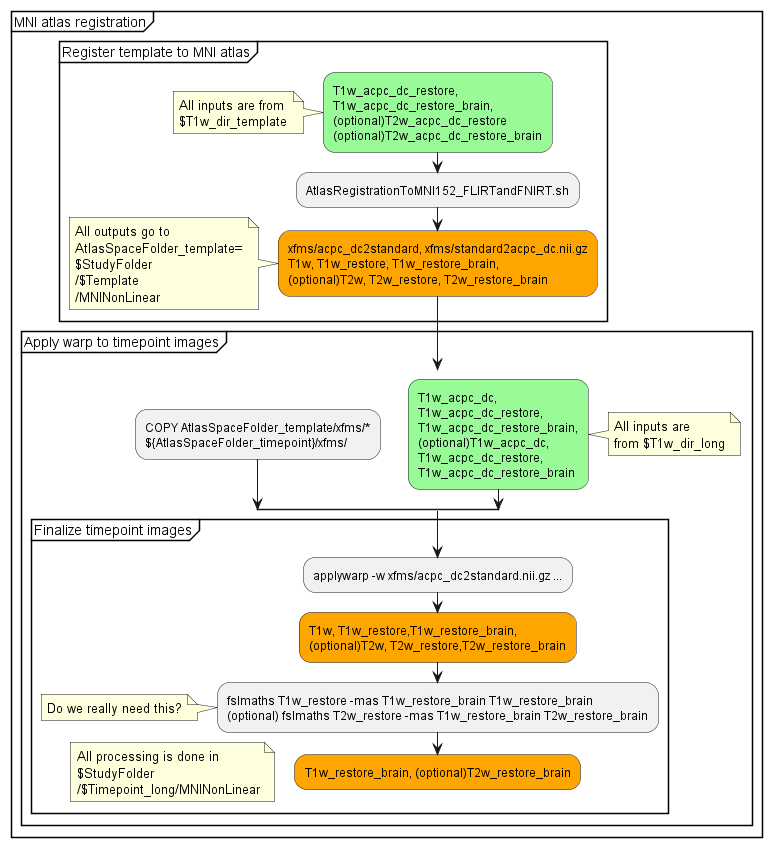 MNI atlas registration
Register template to MNI atlas
All inputs are from
$T1w_dir_template
T1w_acpc_dc_restore,
T1w_acpc_dc_restore_brain,
(optional)T2w_acpc_dc_restore
(optional)T2w_acpc_dc_restore_brain
AtlasRegistrationToMNI152_FLIRTandFNIRT.sh
All outputs go to
AtlasSpaceFolder_template=
$StudyFolder
/$Template
/MNINonLinear
xfms/acpc_dc2standard, xfms/standard2acpc_dc.nii.gz
T1w, T1w_restore, T1w_restore_brain,
(optional)T2w, T2w_restore, T2w_restore_brain
Apply warp to timepoint images
COPY AtlasSpaceFolder_template/xfms/*
${AtlasSpaceFolder_timepoint}/xfms/
T1w_acpc_dc,
T1w_acpc_dc_restore,
T1w_acpc_dc_restore_brain,
(optional)T1w_acpc_dc,
T1w_acpc_dc_restore,
T1w_acpc_dc_restore_brain
All inputs are
from $T1w_dir_long
Finalize timepoint images
applywarp -w xfms/acpc_dc2standard.nii.gz ...
T1w, T1w_restore,T1w_restore_brain,
(optional)T2w, T2w_restore,T2w_restore_brain
Do we really need this?
fslmaths T1w_restore -mas T1w_restore_brain T1w_restore_brain
(optional) fslmaths T2w_restore -mas T1w_restore_brain T2w_restore_brain
All processing is done in
$StudyFolder
/$Timepoint_long/MNINonLinear
T1w_restore_brain, (optional)T2w_restore_brain